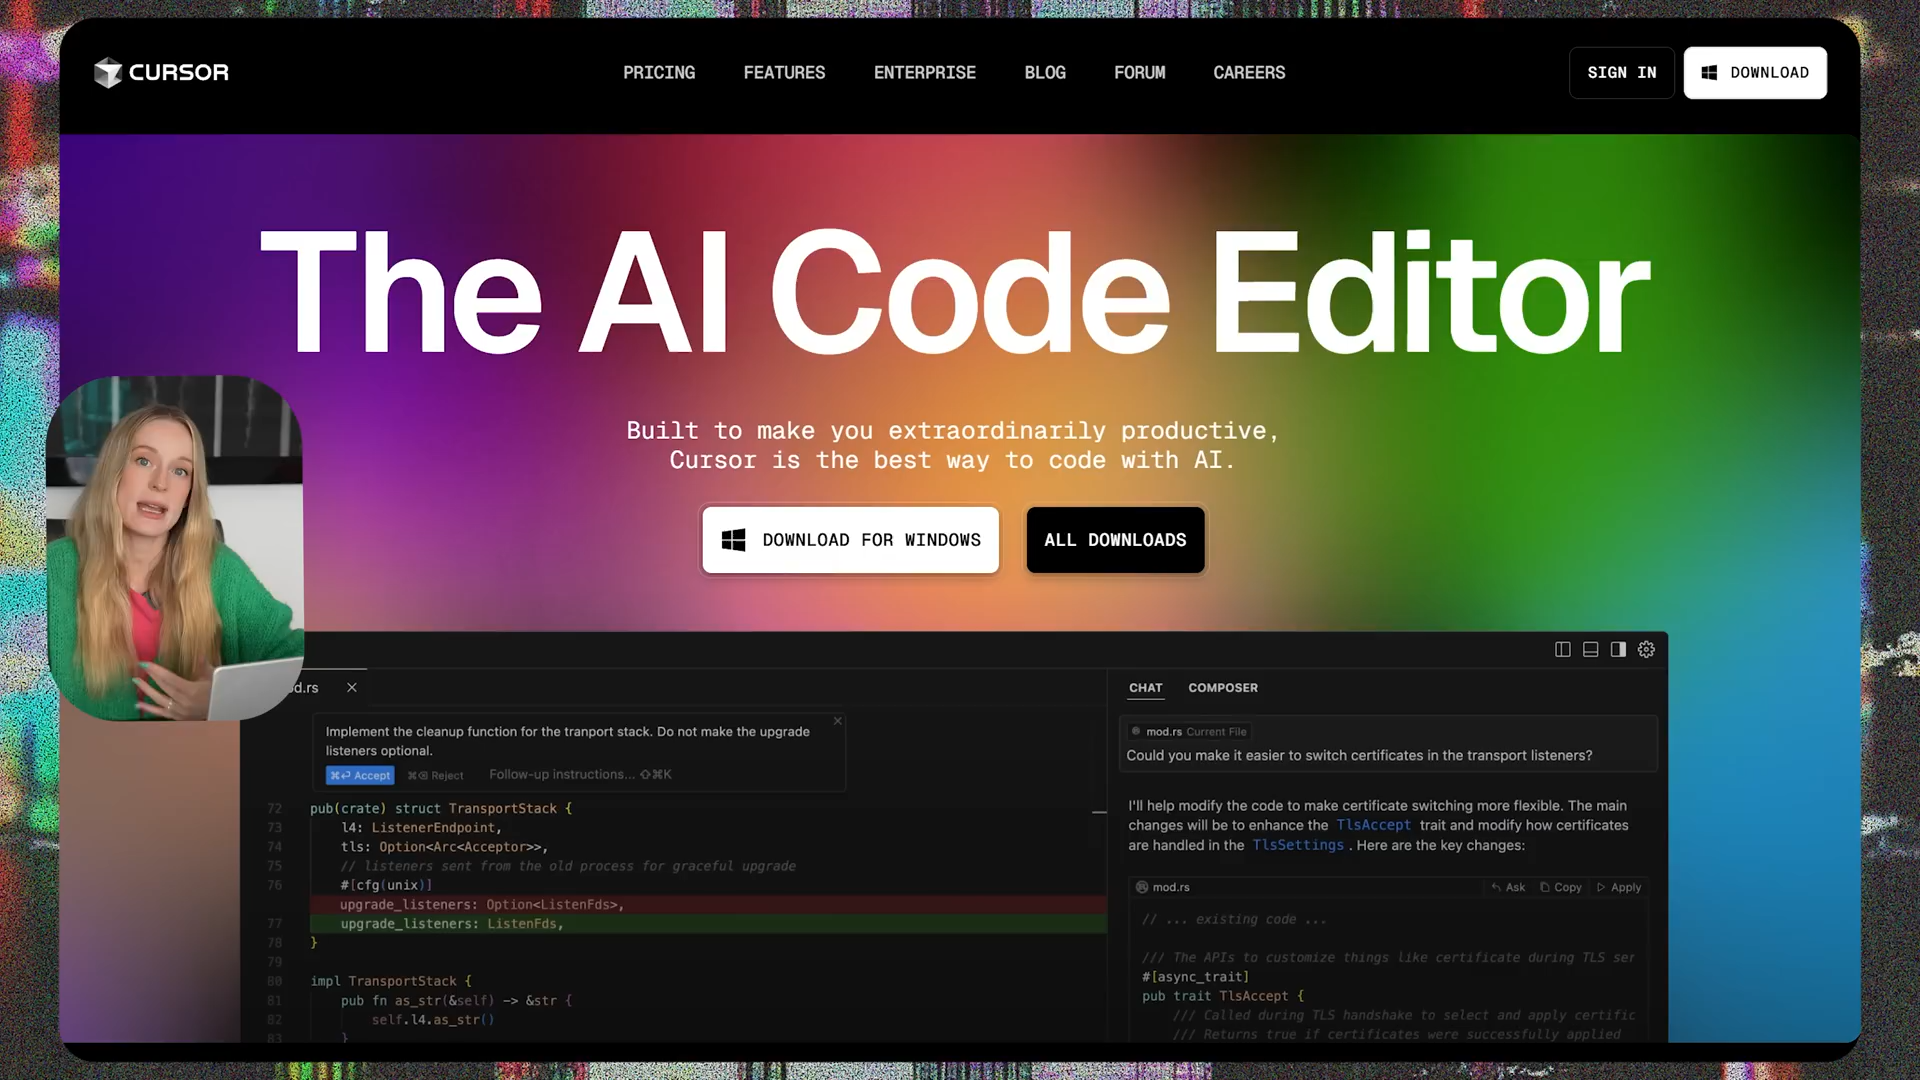 CURSOR
PRICING
FEATURES
ENTERPRISE
BLOG
FORUM
CAREERS
SIGN IN
DOWNLOAD
The AI Code Editor
Built to make you extraordinarily productive,
Cursor is the best way to code with AI.
DOWNLOAD FOR WINDOWS
ALL DOWNLOADS
d.rs
Implement the cleanup function for the tranport stack. Do not make the upgrade
listeners optional.
⌘⏎ Accept
⌘⌫ Reject
Follow-up instructions... ⇧⌘K
72 pub(crate) struct TransportStack {
73 l4: ListenerEndpoint,
74 tls: Option<Arc<Acceptor>>,
75 // listeners sent from the old process for graceful upgrade
76 #[cfg(unix)]
upgrade_listeners: Option<ListenFds>,
77 upgrade_listeners: ListenFds,
78 }
79
80 impl TransportStack {
81 pub fn as_str(&self) -> &str {
82 self.l4.as_str()
83 }
CHAT
COMPOSER
mod.rs Current File
Could you make it easier to switch certificates in the transport listeners?
I'll help modify the code to make certificate switching more flexible. The main
changes will be to enhance the TlsAccept trait and modify how certificates
are handled in the TlsSettings . Here are the key changes:
mod.rs
Ask
Copy
Apply
// ... existing code ...
/// The APIs to customize things like certificate during TLS ser
#[async_trait]
pub trait TlsAccept {
/// Called during TLS handshake to select and apply certific
/// Returns true if certificates were successfully applied